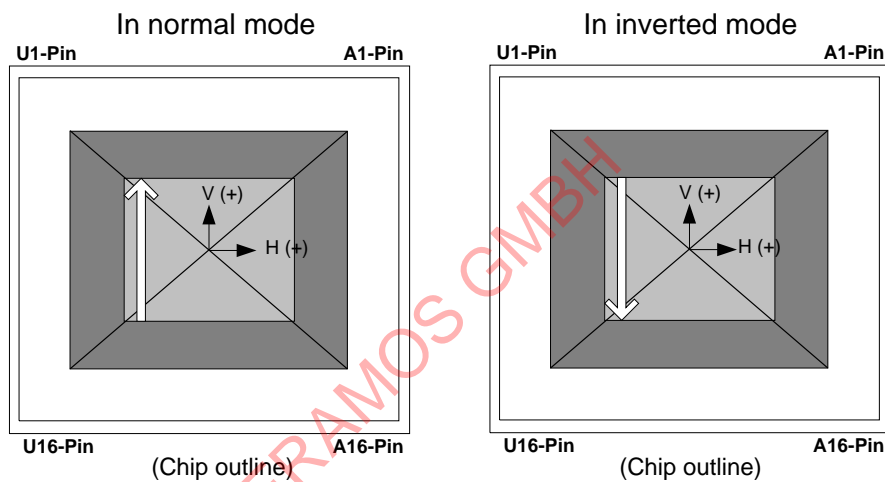 In normal mode
In inverted mode
U1-Pin
A1-Pin
U1-Pin
A1-Pin
V (+)
V (+)
H (+)
H (+)
U16-Pin
A16-Pin
U16-Pin
A16-Pin
(Chip outline)
(Chip outline)
FRAMOS GMBH